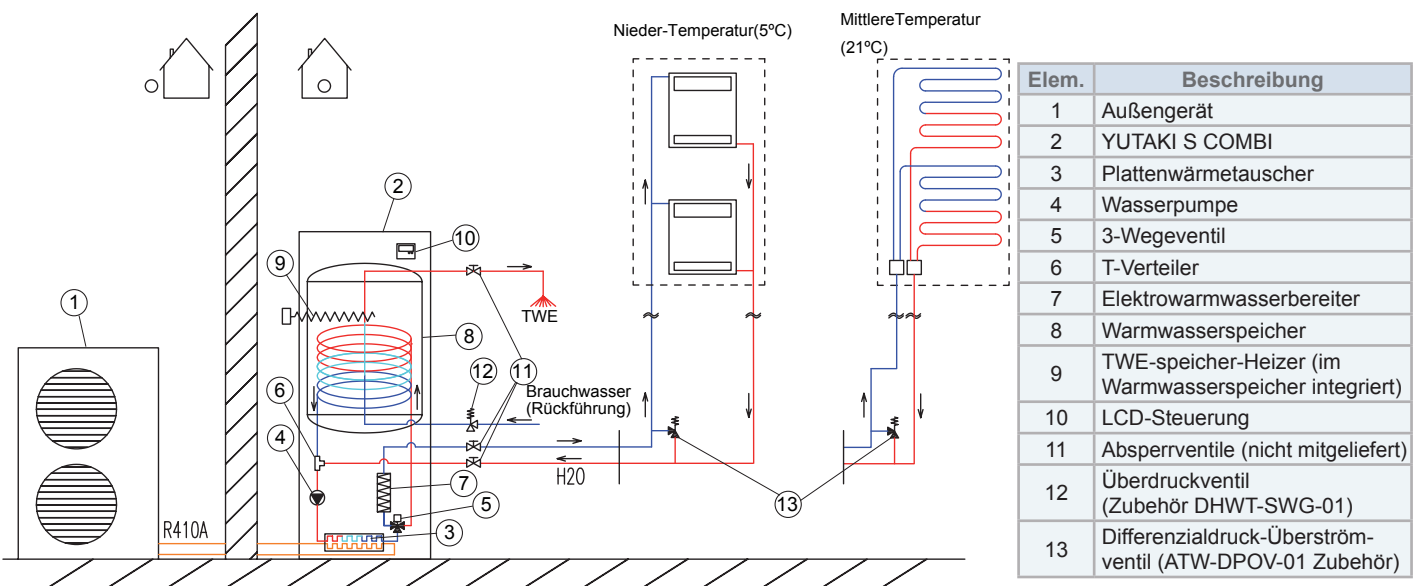 Nieder-Temperatur(5ºC)
MittlereTemperatur
(21ºC)
1
2
10
9
TWE
8
11
12
Brauchwasser
(Rückführung)
6
4
H20
7
5
13
3
R410A
Elem. Beschreibung
1 Außengerät
2 YUTAKI S COMBI
3 Plattenwärmetauscher
4 Wasserpumpe
5 3-Wegeventil
6 T-Verteiler
7 Elektrowarmwasserbereiter
8 Warmwasserspeicher
9 TWE-speicher-Heizer (im
Warmwasserspeicher integriert)
10 LCD-Steuerung
11 Absperrventile (nicht mitgeliefert)
12 Überdruckventil
(Zubehör DHWT-SWG-01)
13 Differenzialdruck-Überström-
ventil (ATW-DPOV-01 Zubehör)